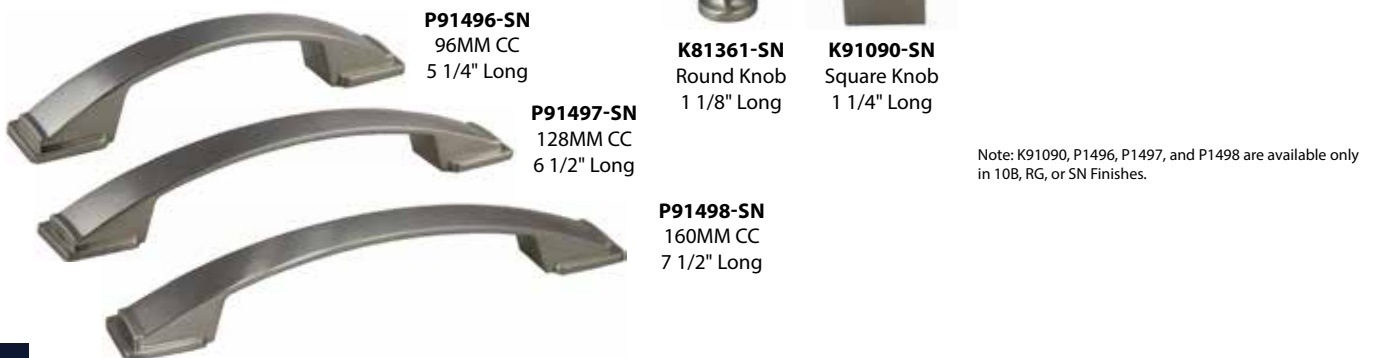 P91496-SN
96MM CC
5 1/4" Long
P91497-SN
128MM CC
6 1/2" Long
P91498-SN
160MM CC
7 1/2" Long
K81361-SN
Round Knob
1 1/8" Long
K91090-SN
Square Knob
1 1/4" Long
Note: K91090, P1496, P1497, and P1498 are available only
in 10B, RG, or SN Finishes.